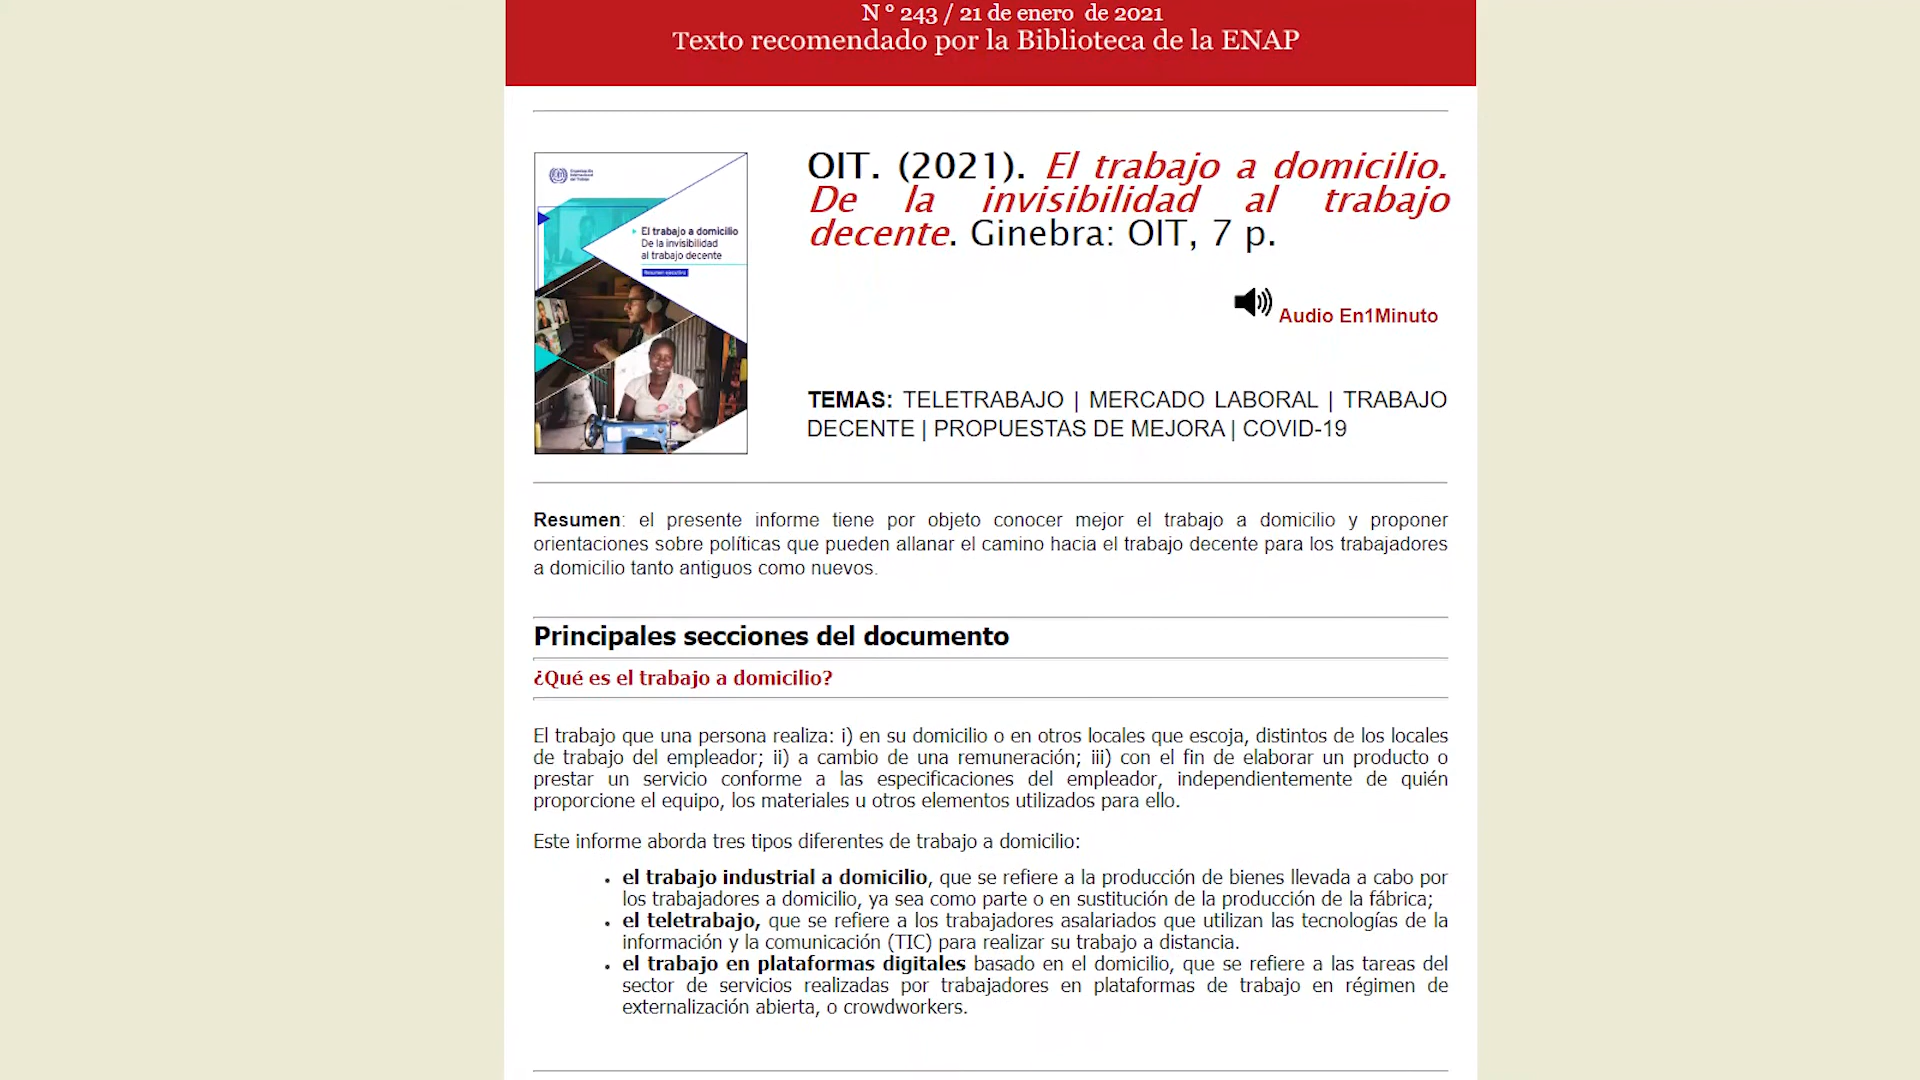 N ° 243 / 21 de enero de 2021
Texto recomendado por la Biblioteca de la ENAP
Organización
Internacional
del Trabajo
El trabajo a domicilio
De la invisibilidad
al trabajo decente
Resumen ejecutivo
OIT. (2021). El trabajo a domicilio.
De la invisibilidad al trabajo
decente. Ginebra: OIT, 7 p.
Audio En1Minuto
TEMAS: TELETRABAJO | MERCADO LABORAL | TRABAJO
DECENTE | PROPUESTAS DE MEJORA | COVID-19
Resumen: el presente informe tiene por objeto conocer mejor el trabajo a domicilio y proponer
orientaciones sobre políticas que pueden allanar el camino hacia el trabajo decente para los trabajadores
a domicilio tanto antiguos como nuevos.
Principales secciones del documento
¿Qué es el trabajo a domicilio?
El trabajo que una persona realiza: i) en su domicilio o en otros locales que escoja, distintos de los locales
de trabajo del empleador; ii) a cambio de una remuneración; iii) con el fin de elaborar un producto o
prestar un servicio conforme a las especificaciones del empleador, independientemente de quién
proporcione el equipo, los materiales u otros elementos utilizados para ello.
Este informe aborda tres tipos diferentes de trabajo a domicilio:
• el trabajo industrial a domicilio, que se refiere a la producción de bienes llevada a cabo por
los trabajadores a domicilio, ya sea como parte o en sustitución de la producción de la fábrica;
• el teletrabajo, que se refiere a los trabajadores asalariados que utilizan las tecnologías de la
información y la comunicación (TIC) para realizar su trabajo a distancia.
• el trabajo en plataformas digitales basado en el domicilio, que se refiere a las tareas del
sector de servicios realizadas por trabajadores en plataformas de trabajo en régimen de
externalización abierta, o crowdworkers.